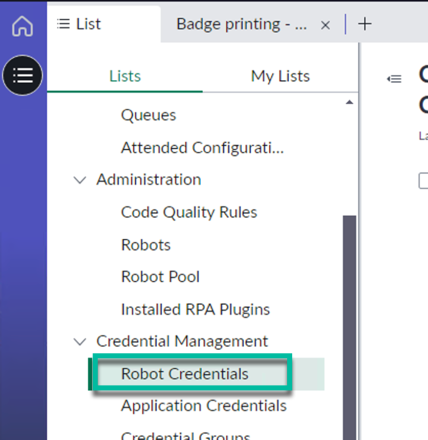 List
Badge printing - ...
Lists
My Lists
Queues
Attended Configurati...
Administration
Code Quality Rules
Robots
Robot Pool
Installed RPA Plugins
Credential Management
Robot Credentials
Application Credentials
Credential Groups